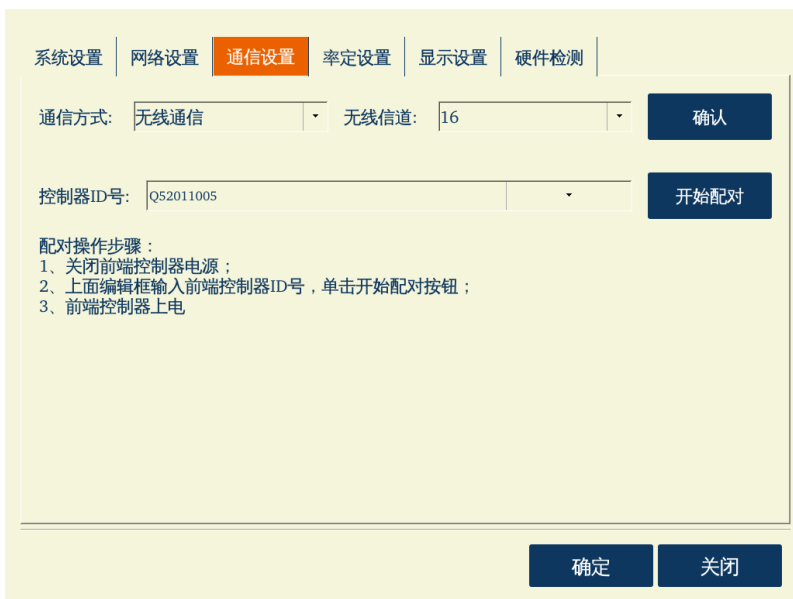 系统设置 网络设置 通信设置 率定设置 显示设置 硬件检测
通信方式: 无线通信 无线信道: 16 确认
控制器ID号: Q52011005 开始配对
配对操作步骤：
1、关闭前端控制器电源；
2、上面编辑框输入前端控制器ID号，单击开始配对按钮；
3、前端控制器上电
确定 关闭